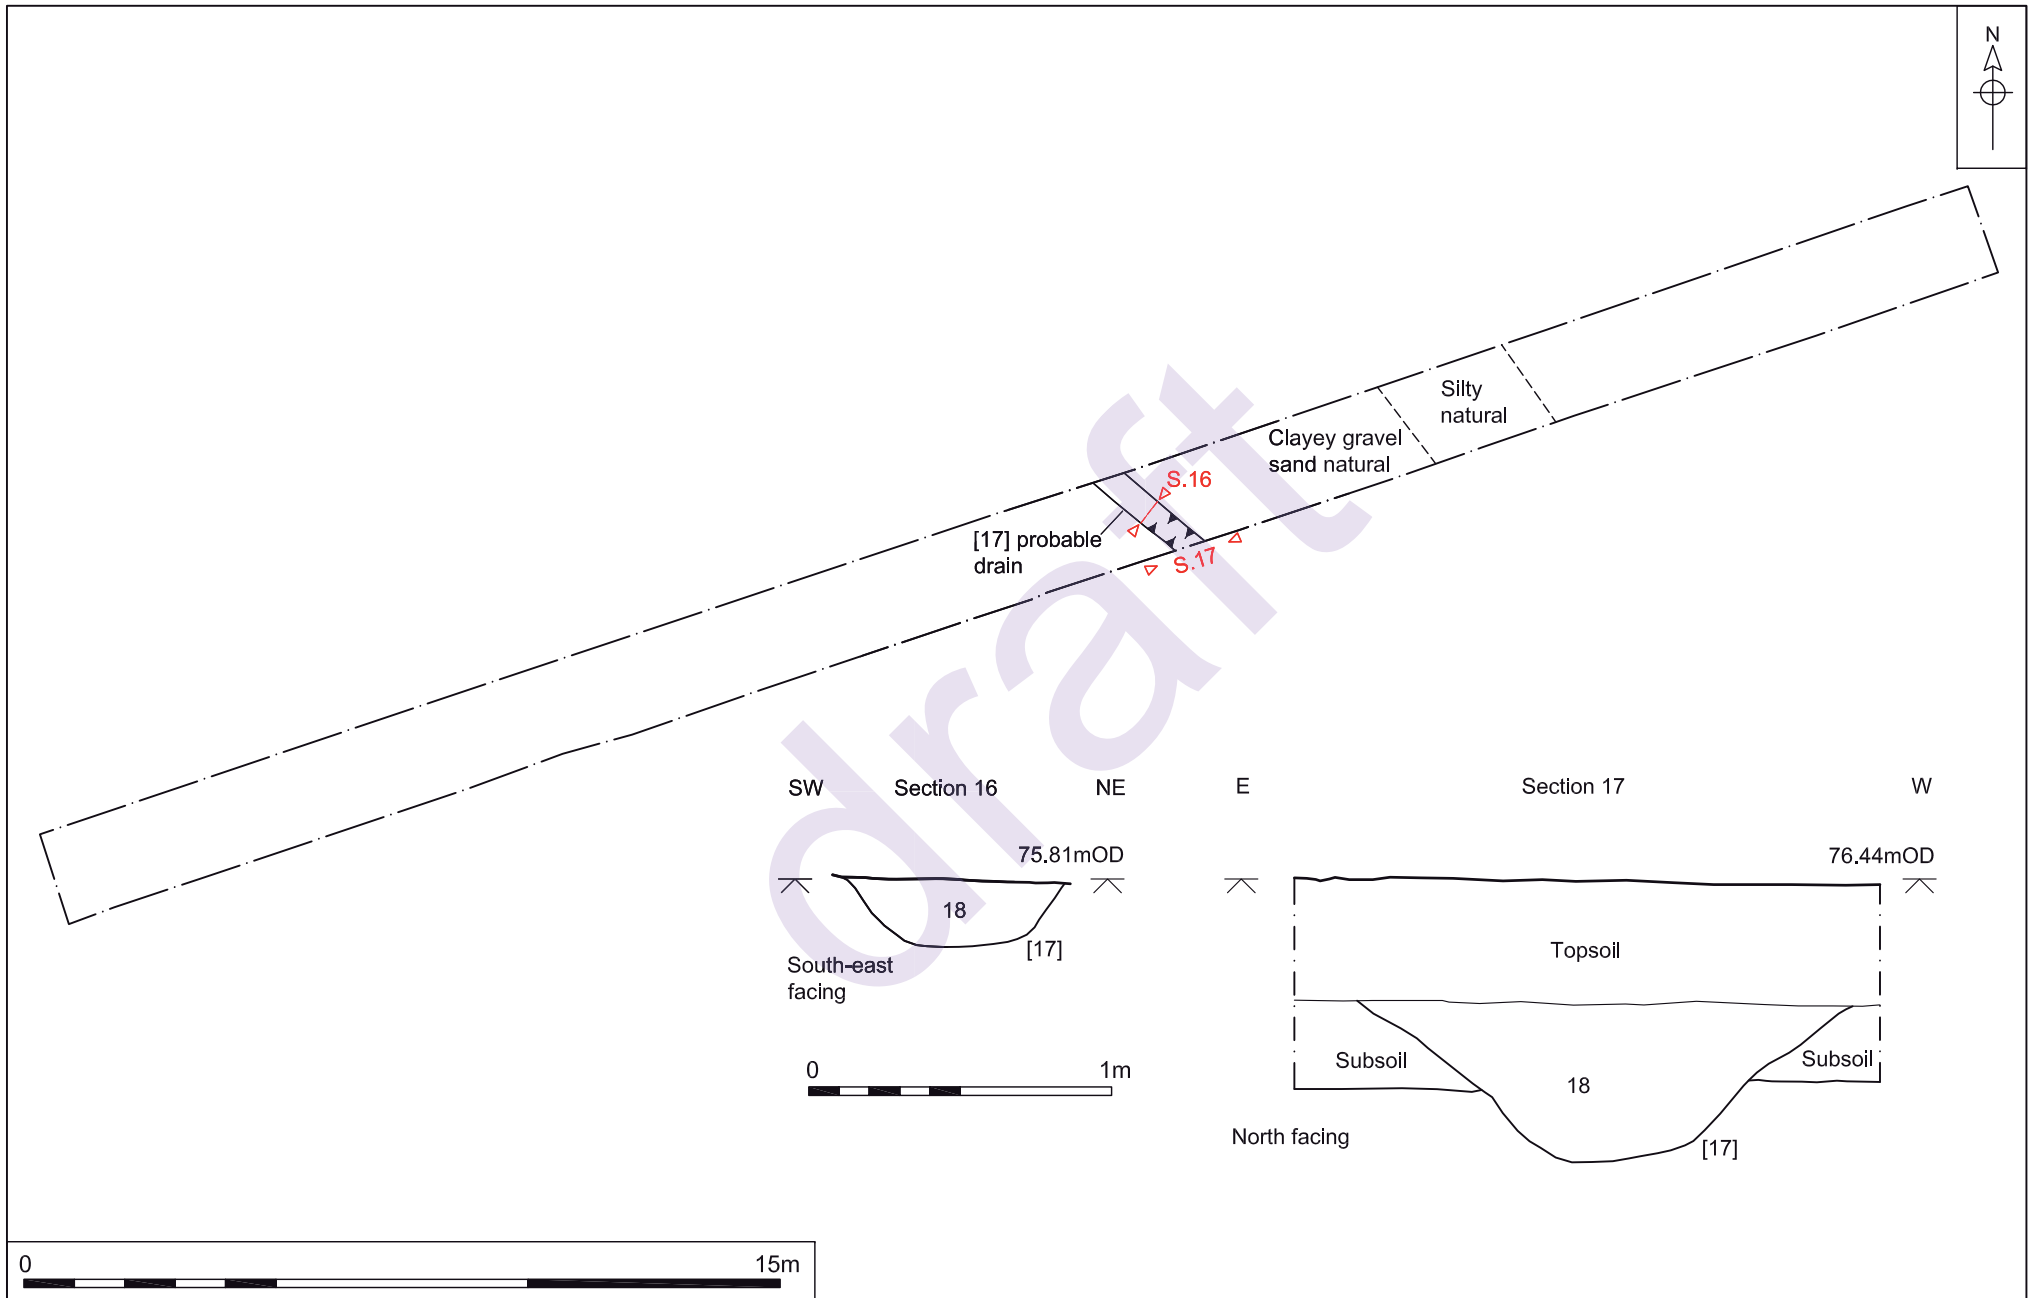 N
Silty
natural
Clayey gravel
sand natural
S.16
[17] probable
drain
S.17
draft
SW
Section 16
NE
E
Section 17
W
75.81mOD
76.44mOD
18
[17]
South-east
facing
Topsoil
Subsoil
Subsoil
18
[17]
North facing
0
1m
0
15m